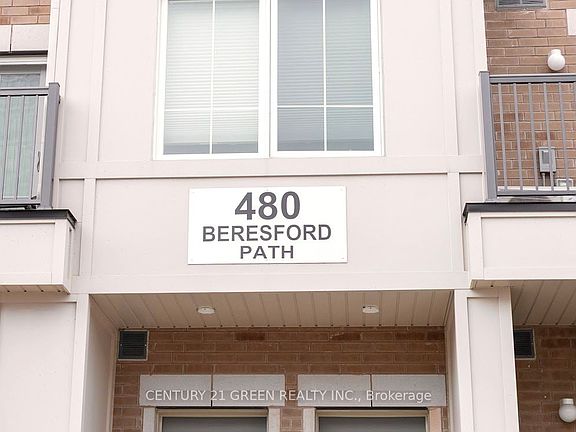 480
BERESFORD
PATH
CENTURY 21 GREEN REALTY INC., Brokerage